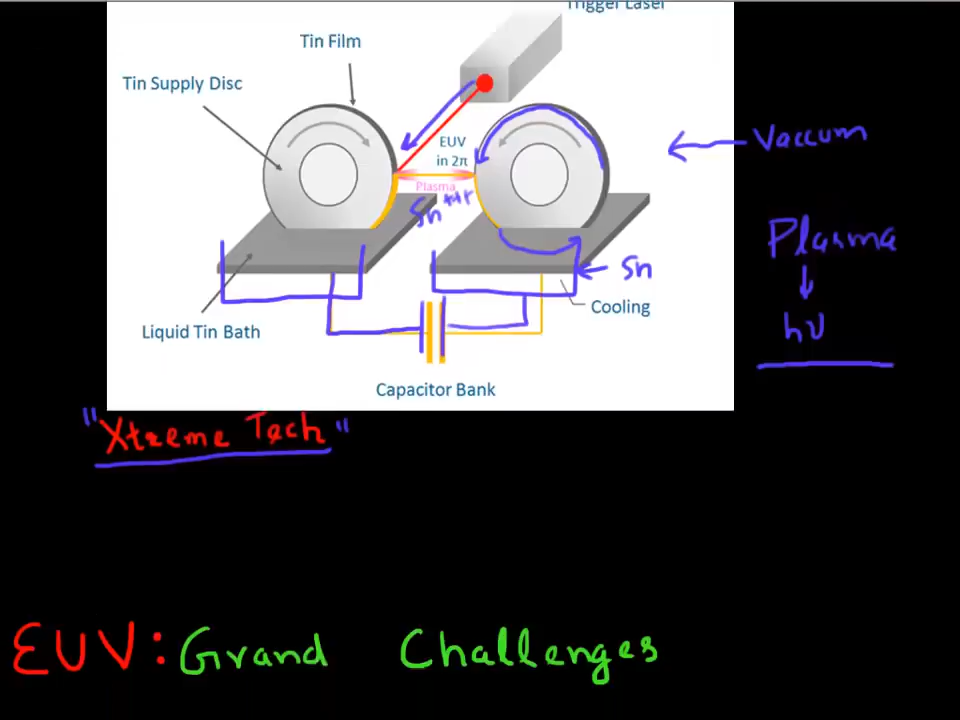 Trigger Laser
Tin Film
Tin Supply Disc
EUV
in 2π
Vaccum
Plasma
Sn+++
Plasma
Sn
Cooling
hν
Liquid Tin Bath
Capacitor Bank
"Xtreme Tech"
EUV: Grand Challenges